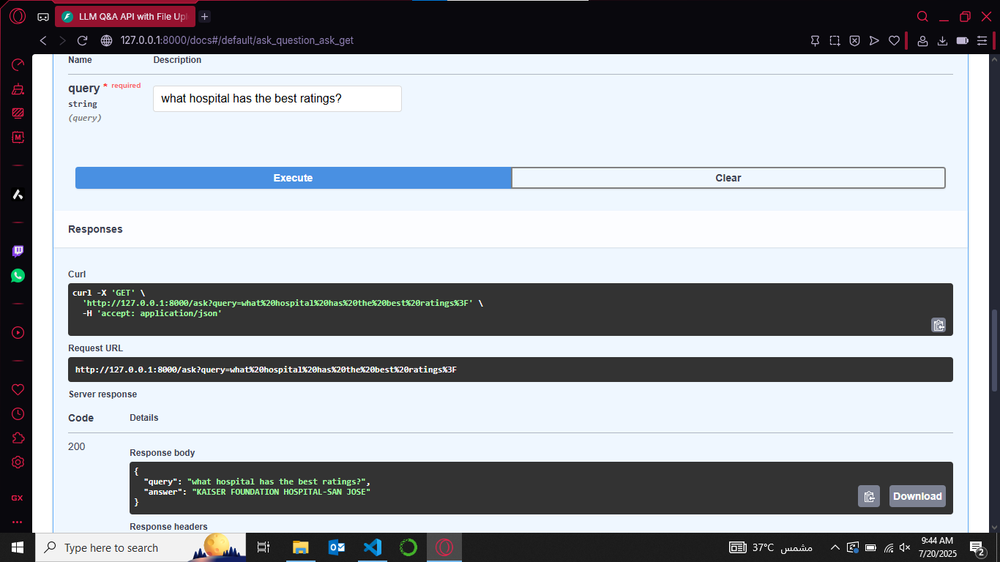 LLM Q&A API with File Upl
127.0.0.1:8000/docs#/default/ask_question_ask_get
Name Description
query * required
string
(query)
what hospital has the best ratings?
Execute Clear
Responses
Curl
curl -X 'GET' \
'http://127.0.0.1:8000/ask?query=what%20hospital%20has%20the%20best%20ratings%3F' \
-H 'accept: application/json'
Request URL
http://127.0.0.1:8000/ask?query=what%20hospital%20has%20the%20best%20ratings%3F
Server response
Code Details
200
Response body
{
"query": "what hospital has the best ratings?",
"answer": "KAISER FOUNDATION HOSPITAL-SAN JOSE"
}
Download
Response headers
M
GX
Type here to search
37°C مشمس
9:44 AM
7/20/2025
2